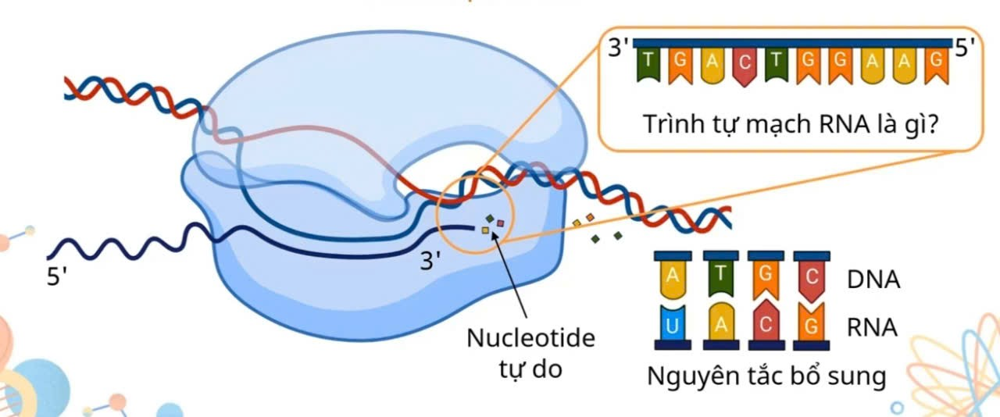 3' T G A C T G G A A G 5'
Trình tự mạch RNA là gì?
5'
3'
Nucleotide
tự do
A T G C DNA
U A C G RNA
Nguyên tắc bổ sung